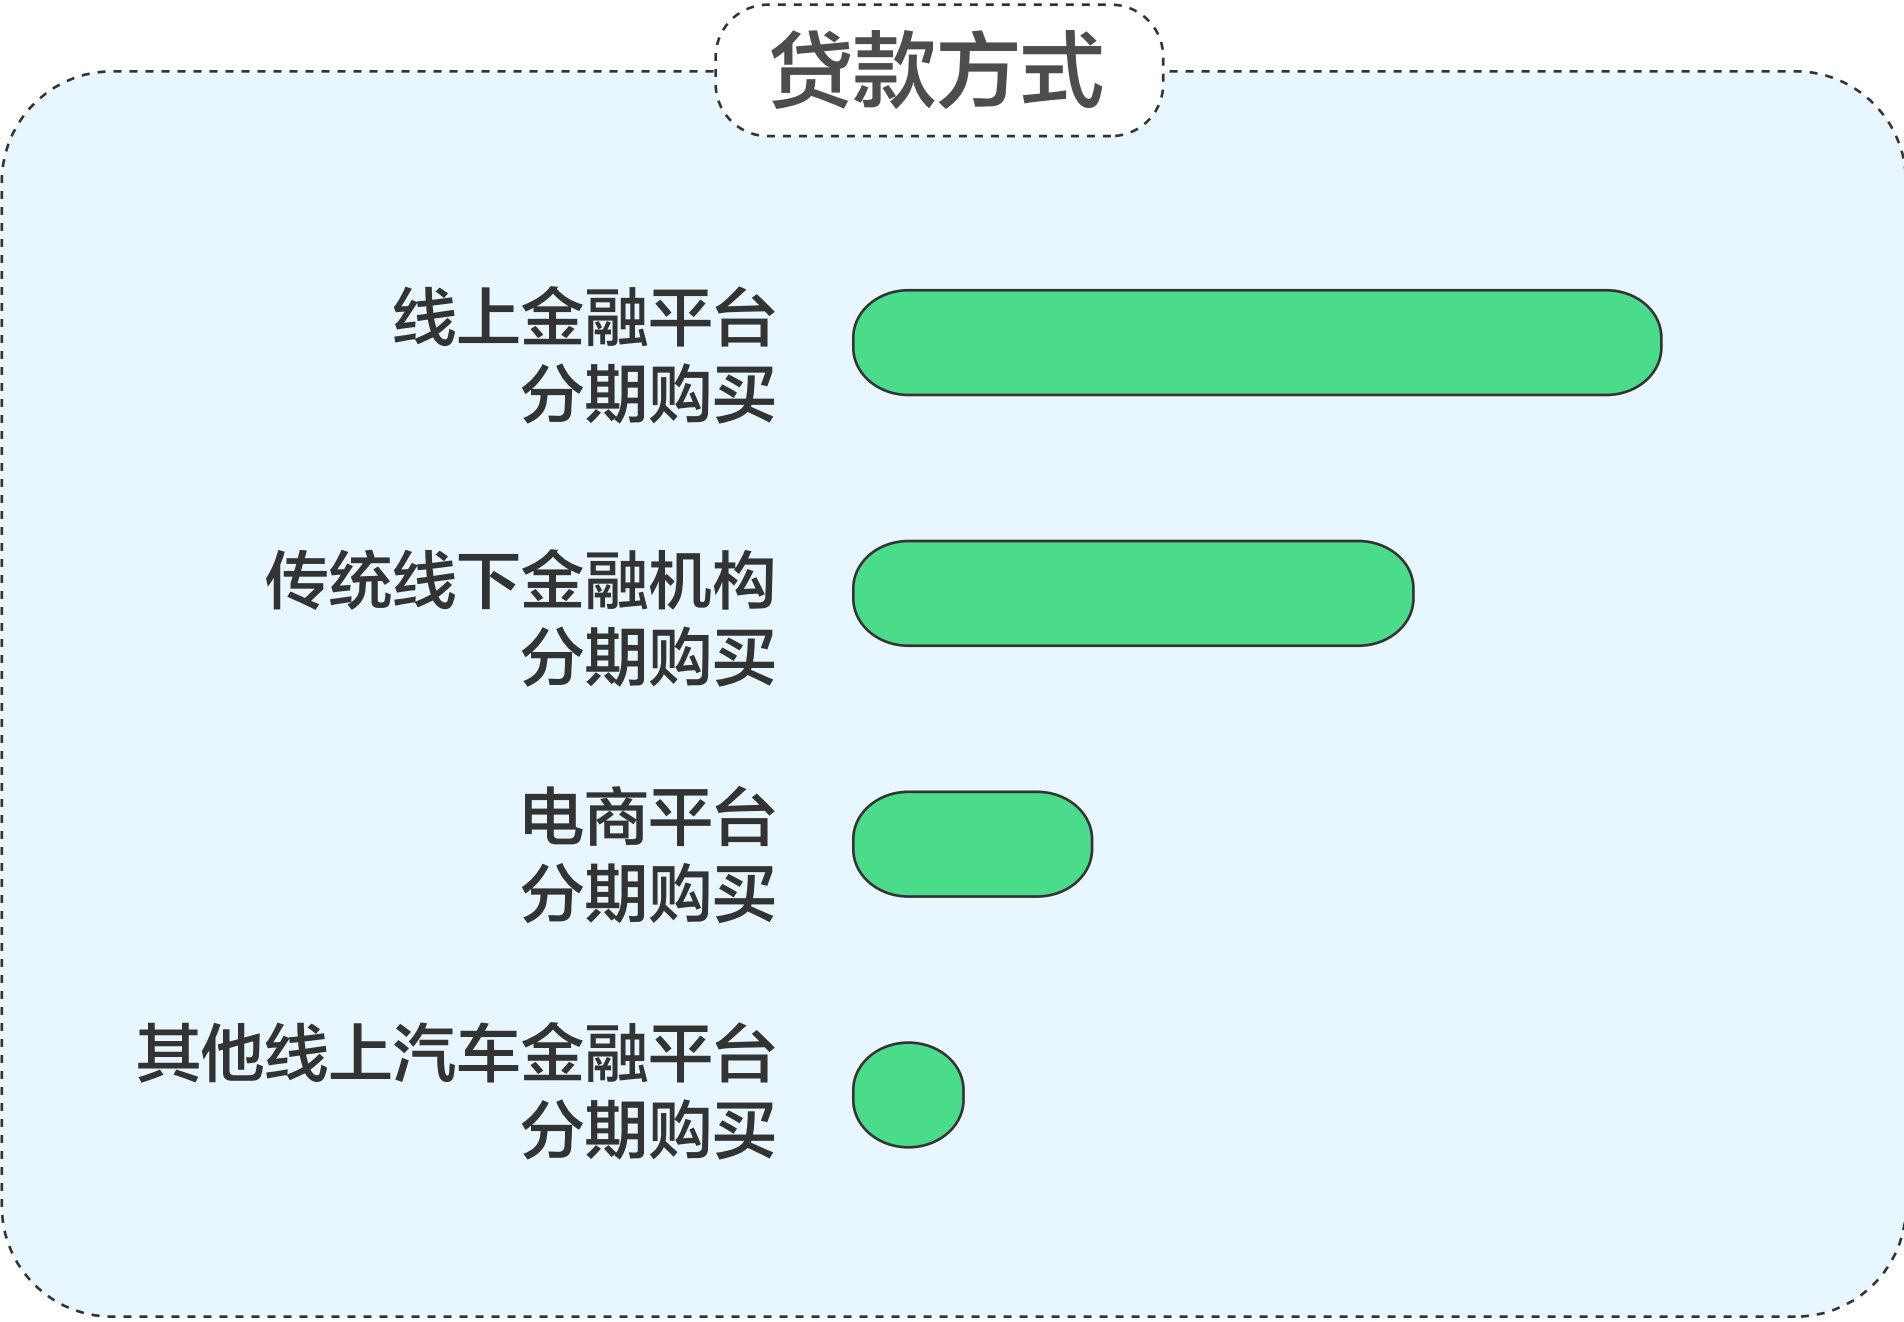 贷款方式
线上金融平台
分期购买
传统线下金融机构
分期购买
电商平台
分期购买
其他线上汽车金融平台
分期购买